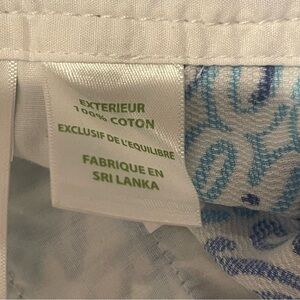 EXTERIEUR
100% COTON
EXCLUSIF DE L'EQUILIBRE
FABRIQUE EN
SRI LANKA